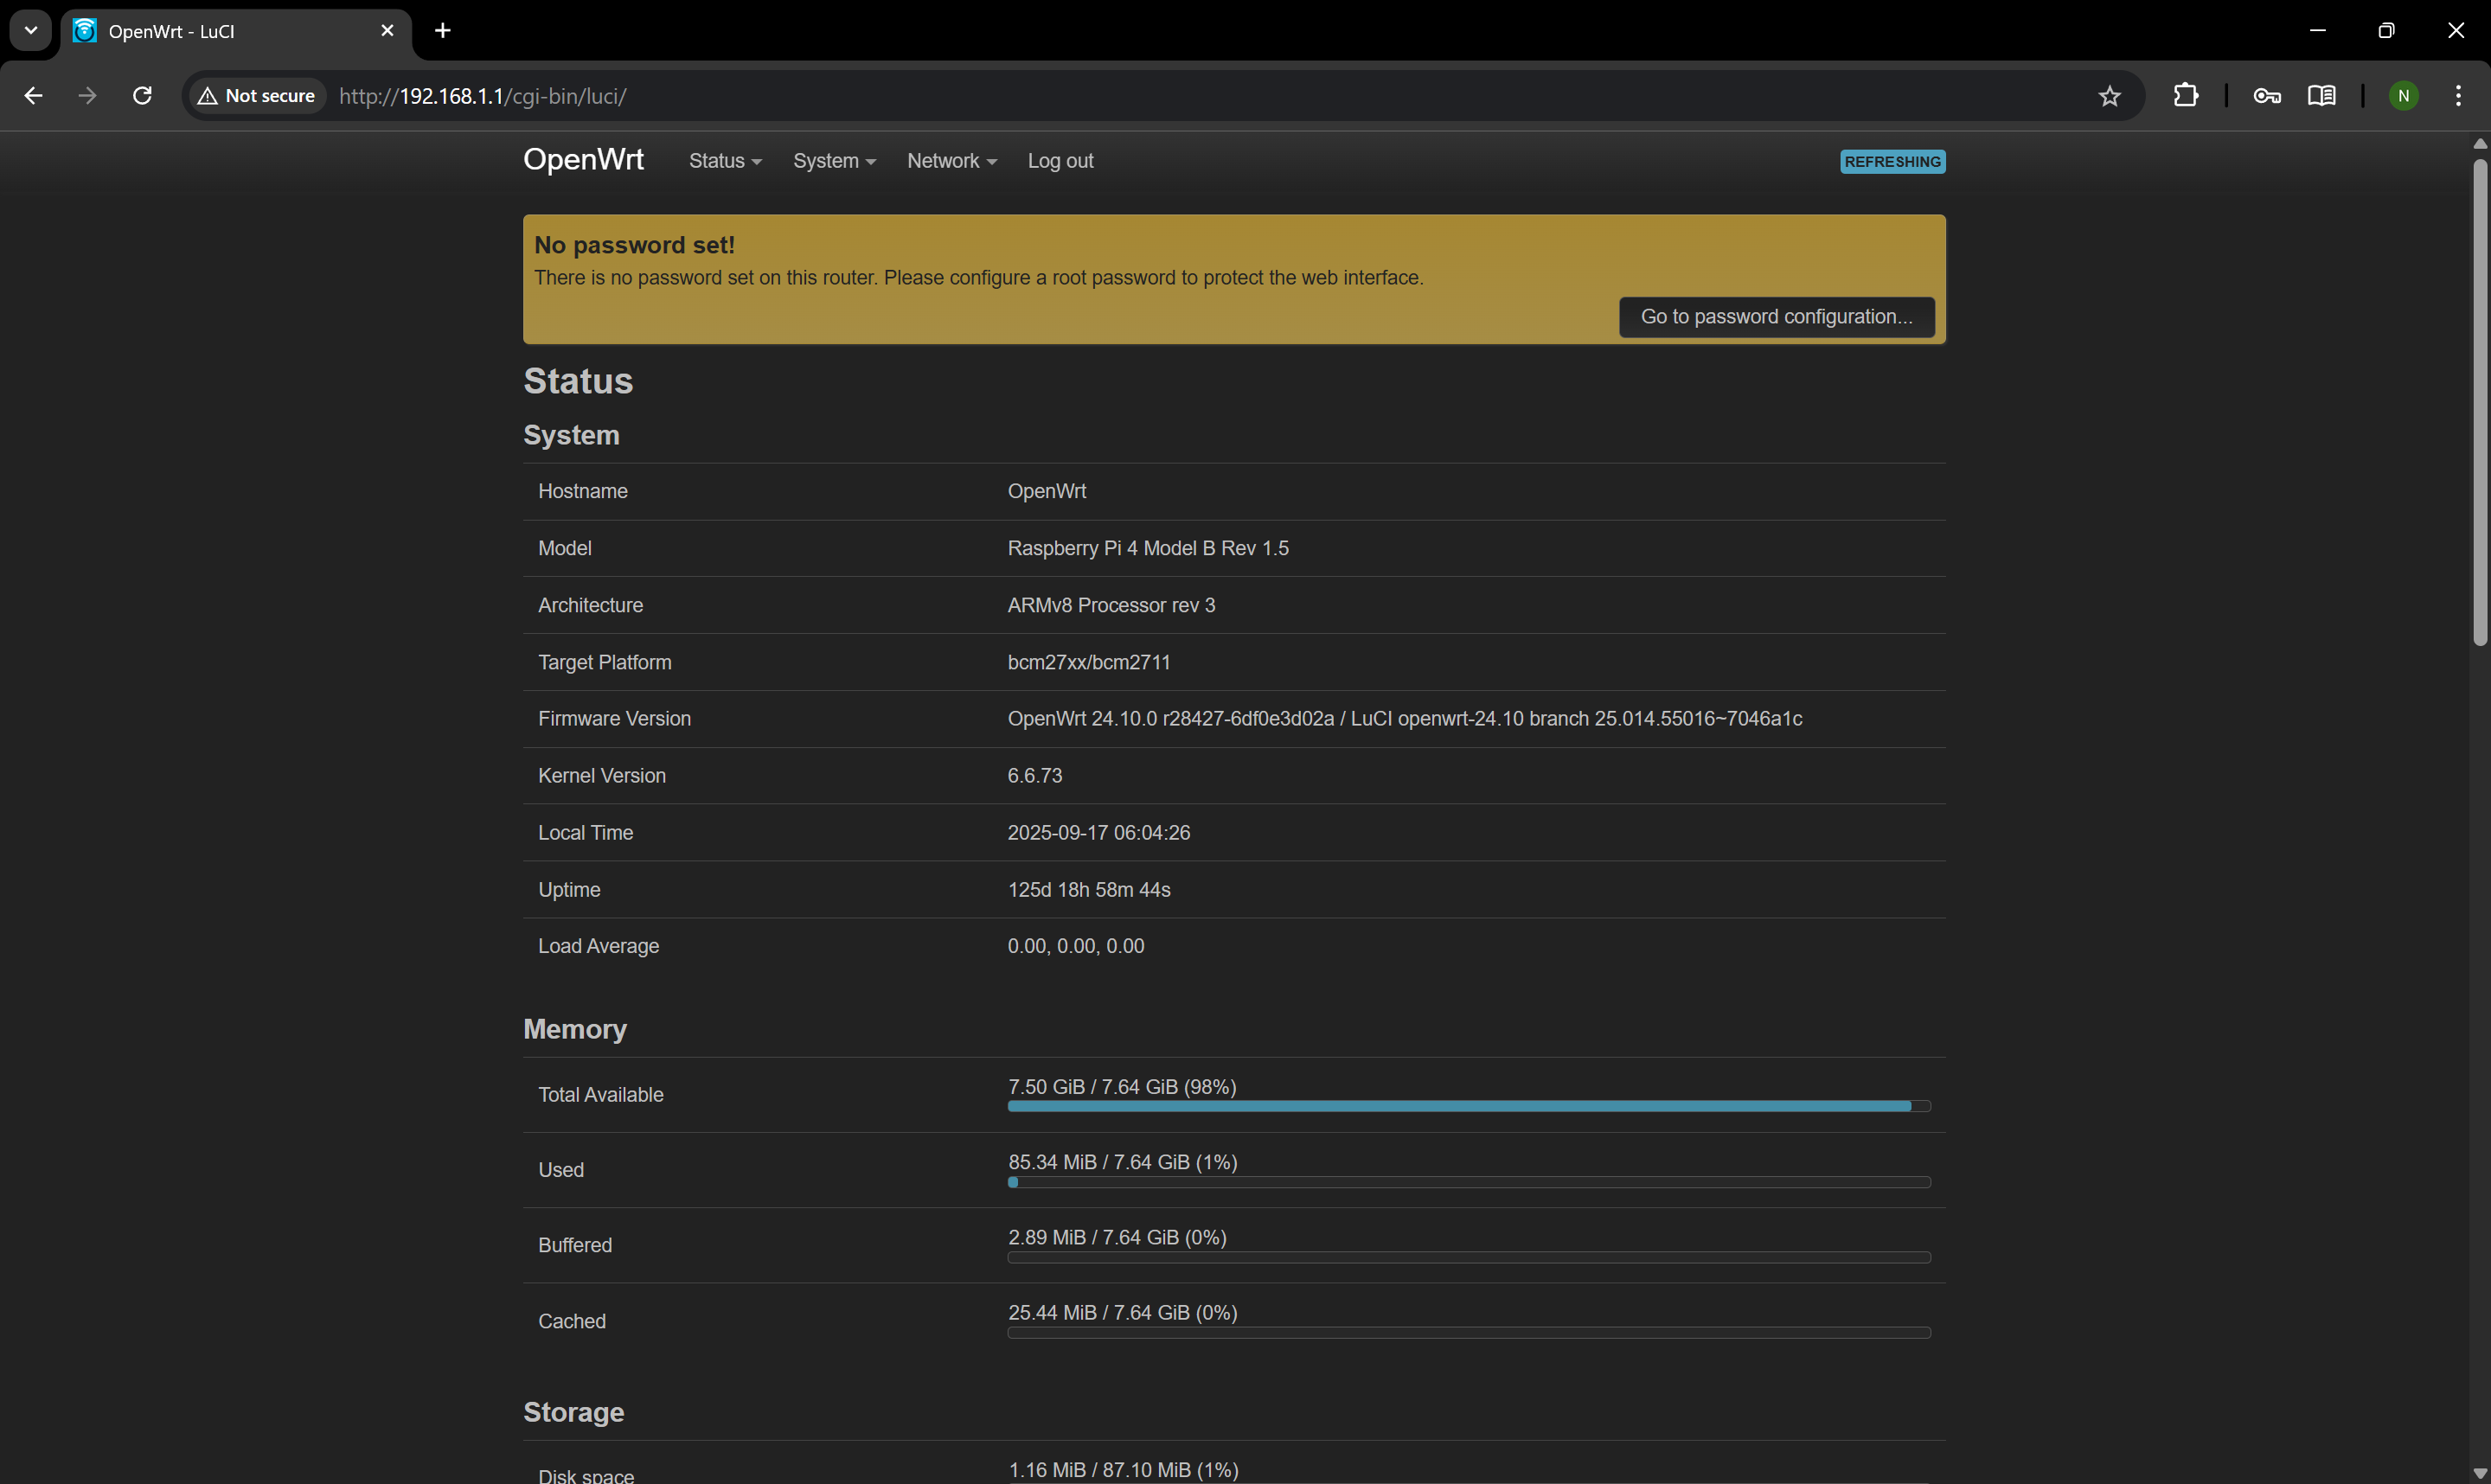 OpenWrt - LuCI
Not secure
http://192.168.1.1/cgi-bin/luci/
N
OpenWrt Status System Network Log out REFRESHING
No password set!
There is no password set on this router. Please configure a root password to protect the web interface.
Go to password configuration...
Status
System
Hostname OpenWrt
Model Raspberry Pi 4 Model B Rev 1.5
Architecture ARMv8 Processor rev 3
Target Platform bcm27xx/bcm2711
Firmware Version OpenWrt 24.10.0 r28427-6df0e3d02a / LuCI openwrt-24.10 branch 25.014.55016~7046a1c
Kernel Version 6.6.73
Local Time 2025-09-17 06:04:26
Uptime 125d 18h 58m 44s
Load Average 0.00, 0.00, 0.00
Memory
Total Available 7.50 GiB / 7.64 GiB (98%)
Used 85.34 MiB / 7.64 GiB (1%)
Buffered 2.89 MiB / 7.64 GiB (0%)
Cached 25.44 MiB / 7.64 GiB (0%)
Storage
Disk space 1.16 MiB / 87.10 MiB (1%)